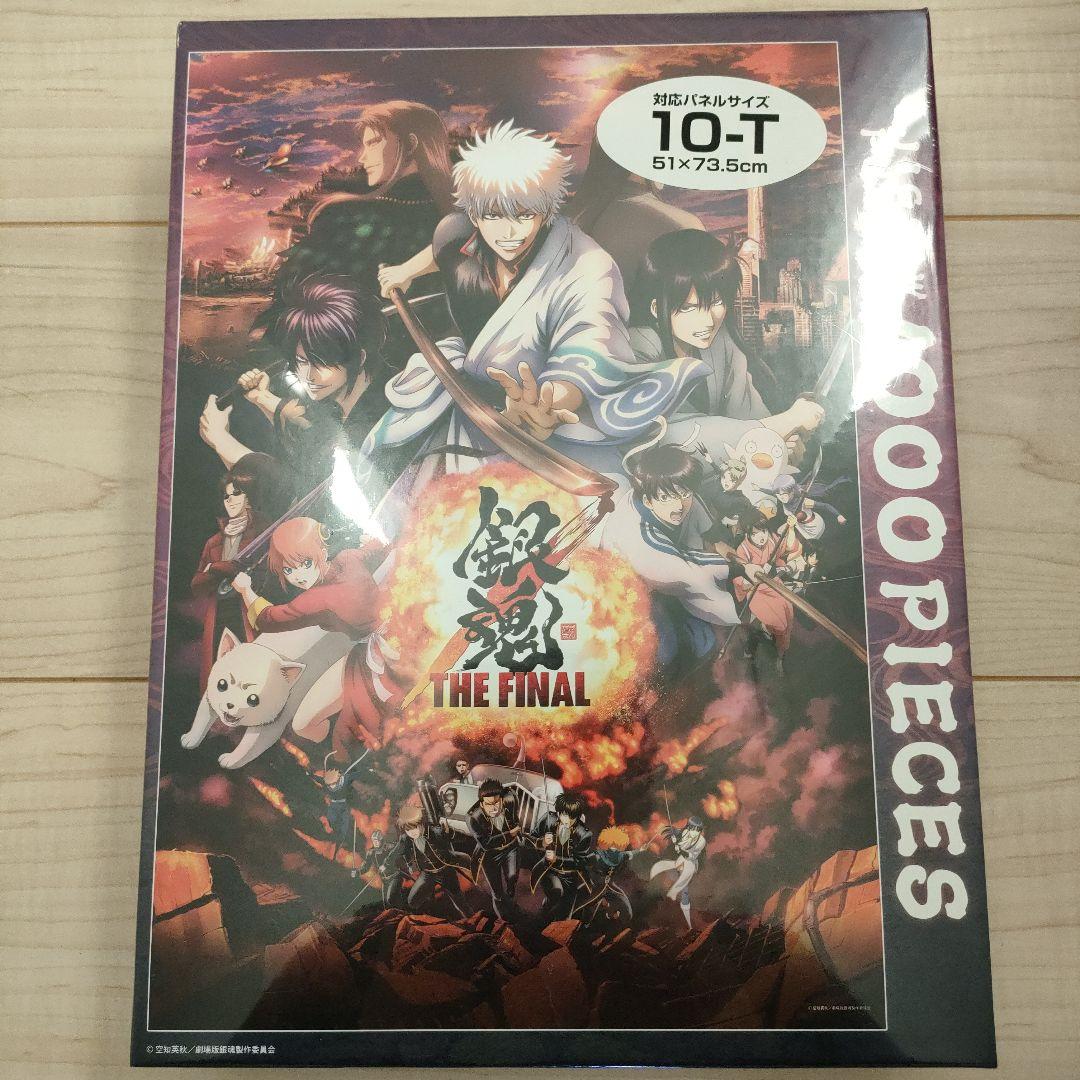 対応パネルサイズ
10-T
51×73.5cm
銀魂
THE FINAL
PIECES
© 空知英秋/劇場版銀魂製作委員会